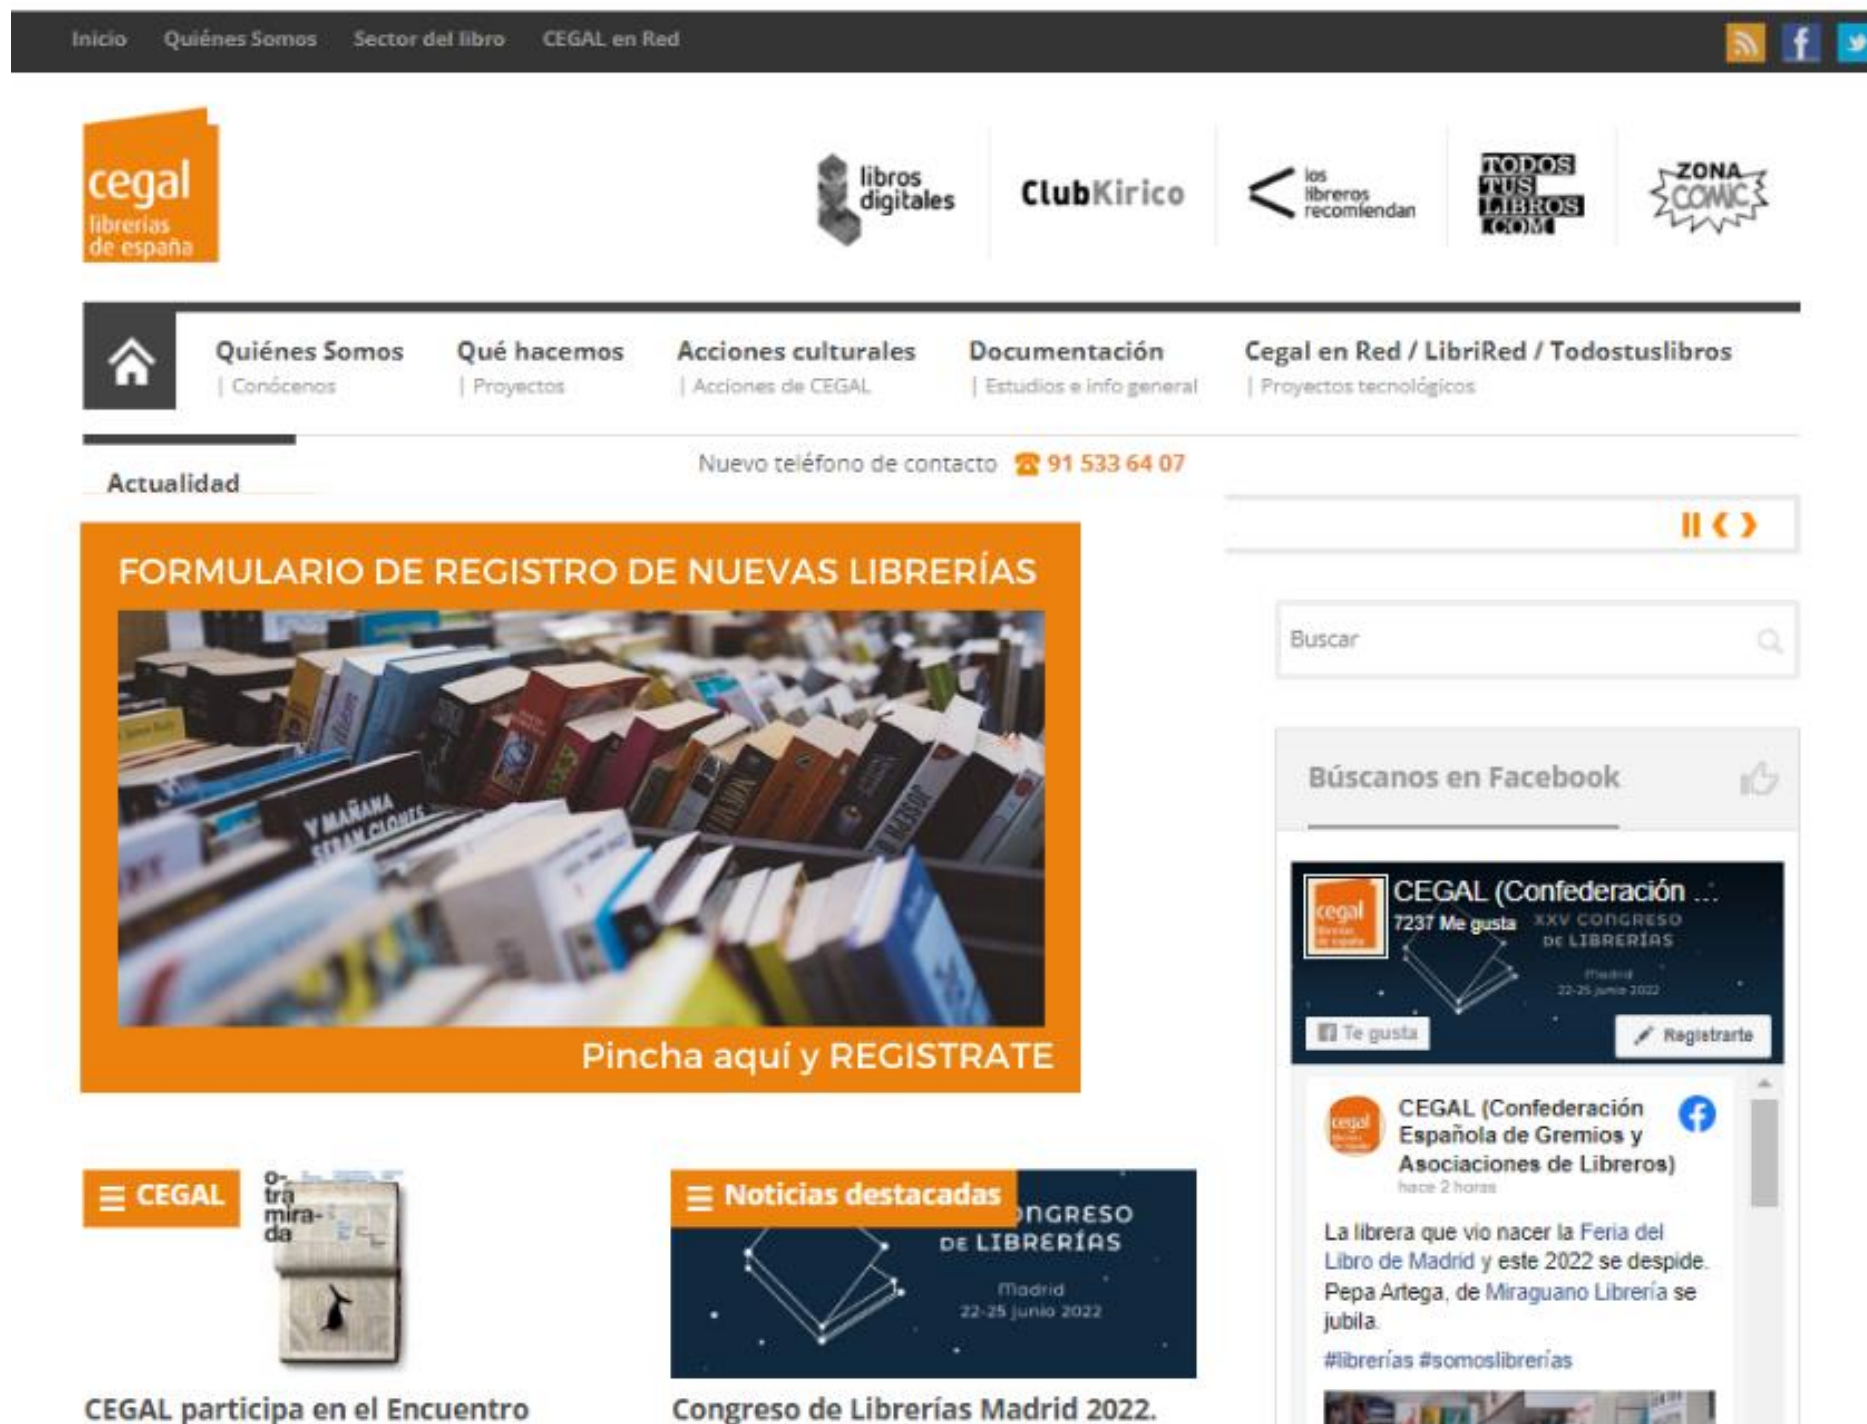 Inicio Quiénes Somos Sector del libro CEGAL en Red
cegal
librerías
de españa
libros
digitales
ClubKirico
los
libreros
recomiendan
TODOS
TUS
LIBROS
.COM
ZONA
COMIC
Quiénes Somos Qué hacemos Acciones culturales Documentación Cegal en Red / LibriRed / Todostuslibros
| Conócenos | Proyectos | Acciones de CEGAL | Estudios e info general | Proyectos tecnológicos
Nuevo teléfono de contacto ☎ 91 533 64 07
Actualidad
FORMULARIO DE REGISTRO DE NUEVAS LIBRERÍAS
Y MAÑANA
SERÁN CLONES
JOSEPH
Pincha aquí y REGISTRATE
Buscar
Búscanos en Facebook
cegal
CEGAL (Confederación ...
7237 Me gusta
XXV CONGRESO
DE LIBRERÍAS
Madrid
22-25 junio 2022
Te gusta
Registrarte
cegal
CEGAL (Confederación
Española de Gremios y
Asociaciones de Libreros)
hace 2 horas
La librera que vio nacer la Feria del
Libro de Madrid y este 2022 se despide.
Pepa Artega, de Miraguano Librería se
jubila.
#librerías #somoslibrerías
CEGAL
o-
tra
mira-
da
CEGAL participa en el Encuentro
Noticias destacadas
ONGRESO
DE LIBRERÍAS
Madrid
22-25 junio 2022
Congreso de Librerías Madrid 2022.